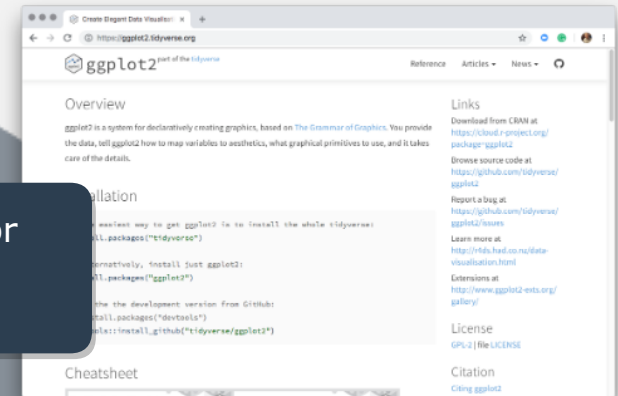 Create Elegant Data Visualisati
https://ggplot2.tidyverse.org
ggplot2 part of the tidyverse
Reference Articles News
Overview
ggplot2 is a system for declaratively creating graphics, based on The Grammar of Graphics. You provide
the data, tell ggplot2 how to map variables to aesthetics, what graphical primitives to use, and it takes
care of the details.
allation
easiest way to get ggplot2 is to install the whole tidyverse:
all.packages("tidyverse")
ternatively, install just ggplot2:
ll.packages("ggplot2")
the the development version from GitHub:
tall.packages("devtools")
ools::install_github("tidyverse/ggplot2")
Cheatsheet
or
Links
Download from CRAN at
https://cloud.r-project.org/
package=ggplot2
Browse source code at
https://github.com/tidyverse/
ggplot2
Report a bug at
https://github.com/tidyverse/
ggplot2/issues
Learn more at
http://r4ds.had.co.nz/data-
visualisation.html
Extensions at
http://www.ggplot2-exts.org/
gallery/
License
GPL-2 | file LICENSE
Citation
Citing ggplot2